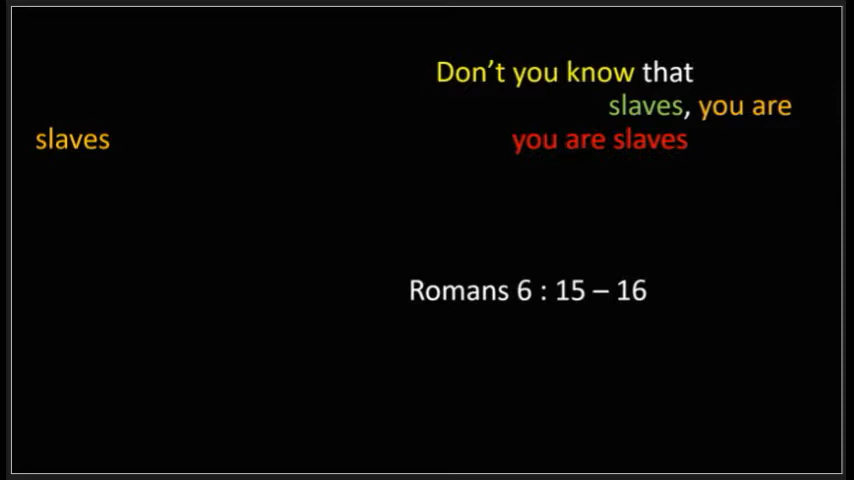 Don't you know that
slaves, you are
slaves you are slaves
Romans 6 : 15 – 16